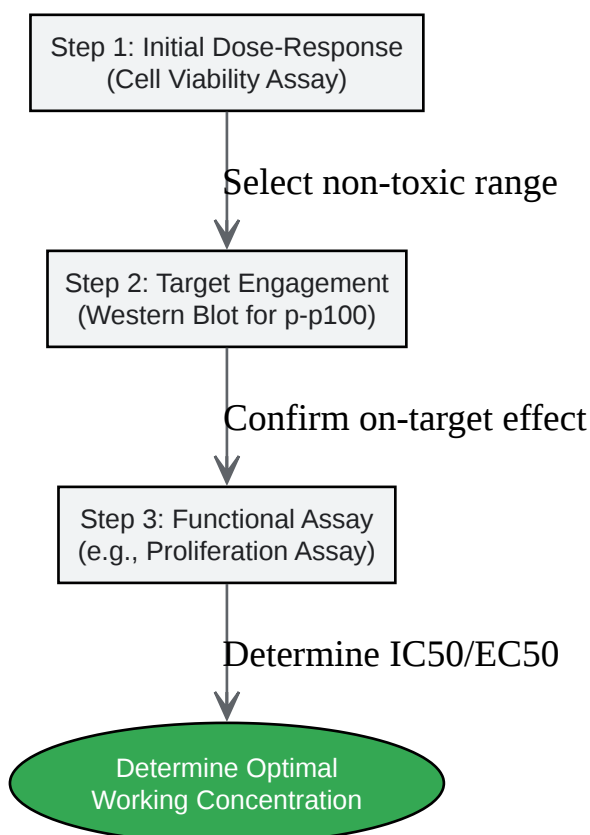 Step 1: Initial Dose-Response
(Cell Viability Assay)
Select non-toxic range
Step 2: Target Engagement
(Western Blot for p-p100)
Confirm on-target effect
Step 3: Functional Assay
(e.g., Proliferation Assay)
Determine IC50/EC50
Determine Optimal
Working Concentration